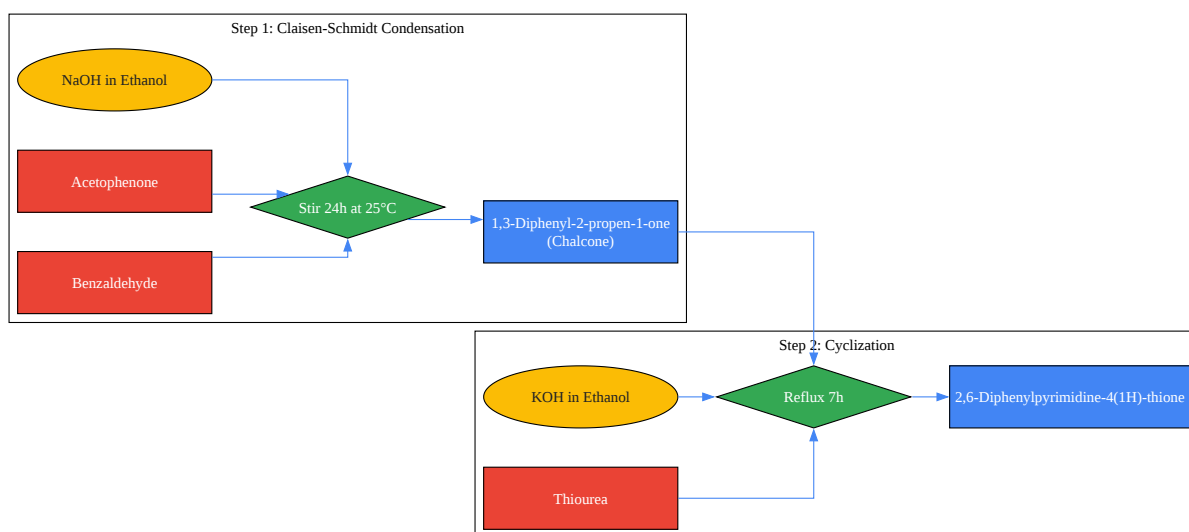 Step 1: Claisen-Schmidt Condensation
NaOH in Ethanol
Acetophenone
Stir 24h at 25°C
1,3-Diphenyl-2-propen-1-one
(Chalcone)
Benzaldehyde
Step 2: Cyclization
KOH in Ethanol
Reflux 7h
2,6-Diphenylpyrimidine-4(1H)-thione
Thiourea